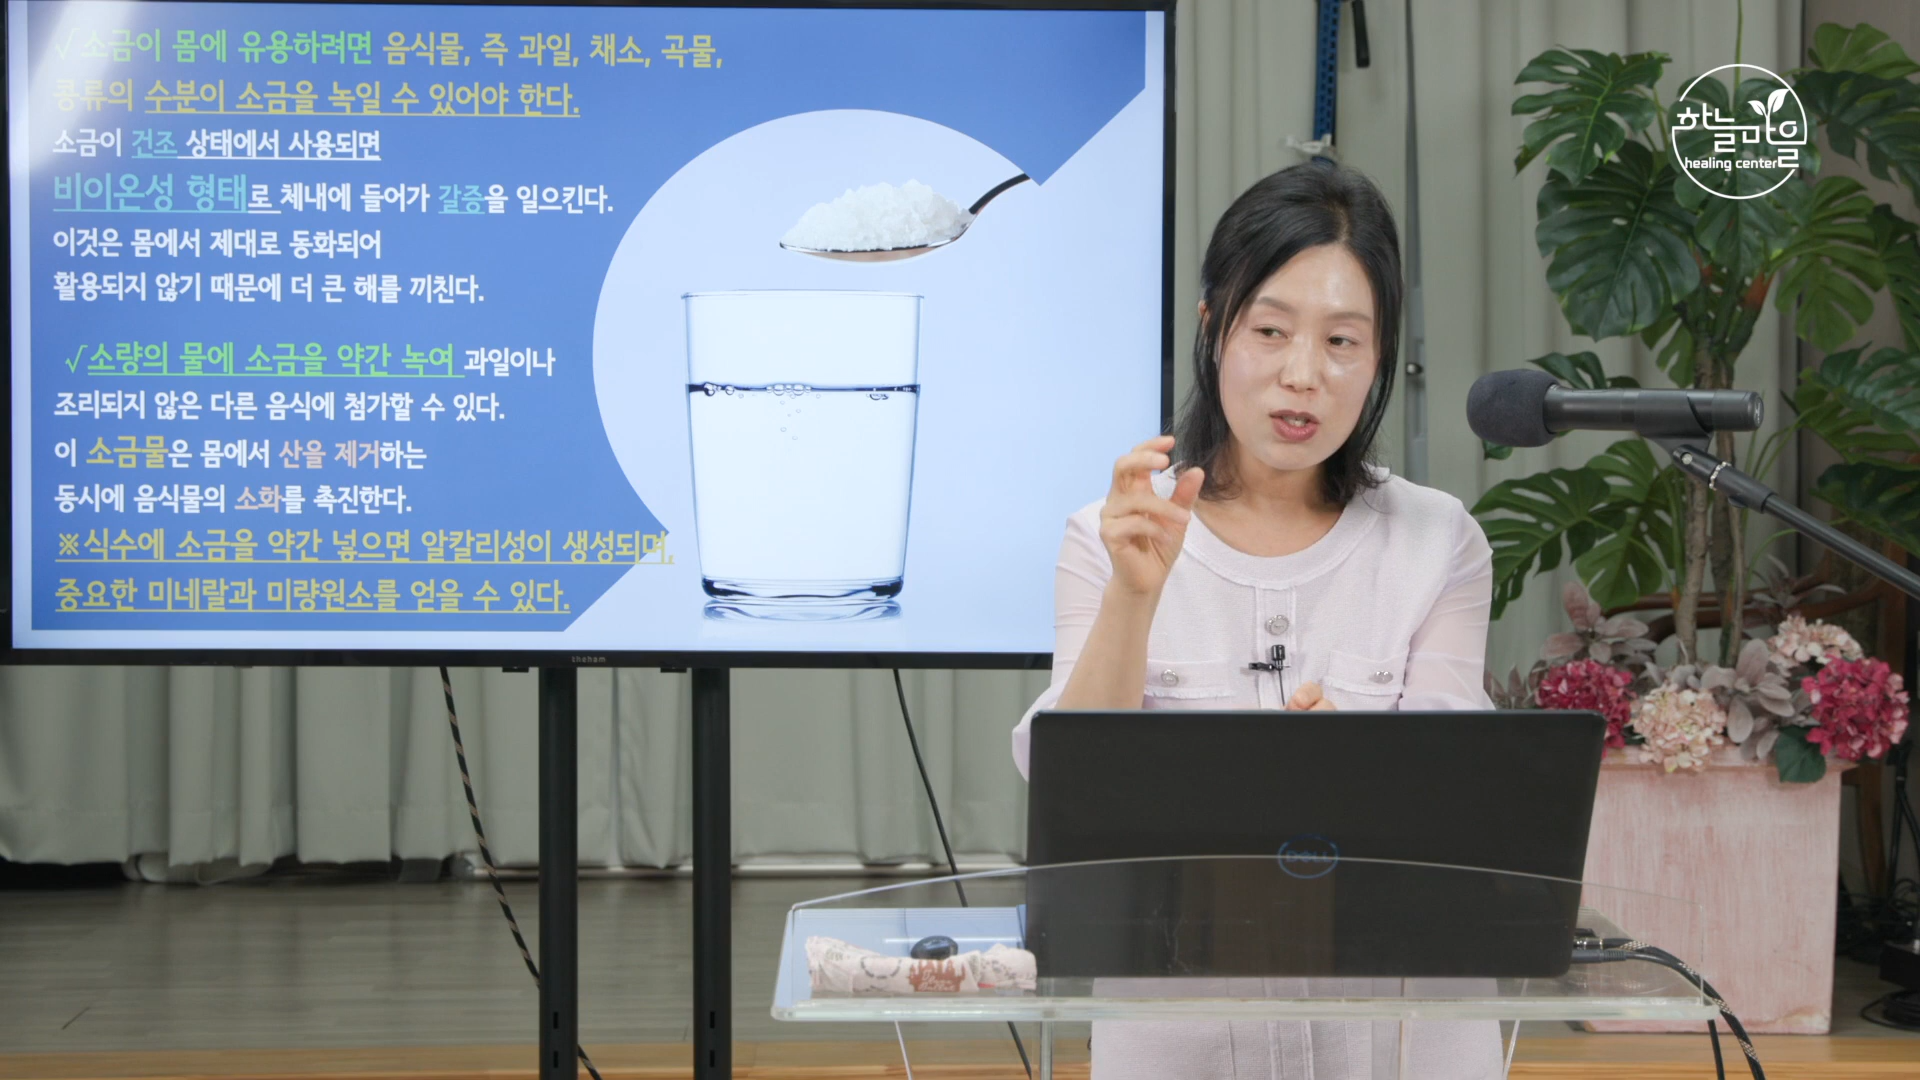 √소금이 몸에 유용하려면 음식물, 즉 과일, 채소, 곡물,
콩류의 수분이 소금을 녹일 수 있어야 한다.
소금이 건조 상태에서 사용되면
비이온성 형태로 체내에 들어가 갈증을 일으킨다.
이것은 몸에서 제대로 동화되어
활용되지 않기 때문에 더 큰 해를 끼친다.
√소량의 물에 소금을 약간 녹여 과일이나
조리되지 않은 다른 음식에 첨가할 수 있다.
이 소금물은 몸에서 산을 제거하는
동시에 음식물의 소화를 촉진한다.
※식수에 소금을 약간 넣으면 알칼리성이 생성되며,
중요한 미네랄과 미량원소를 얻을 수 있다.
하늘마을
healing center
DELL